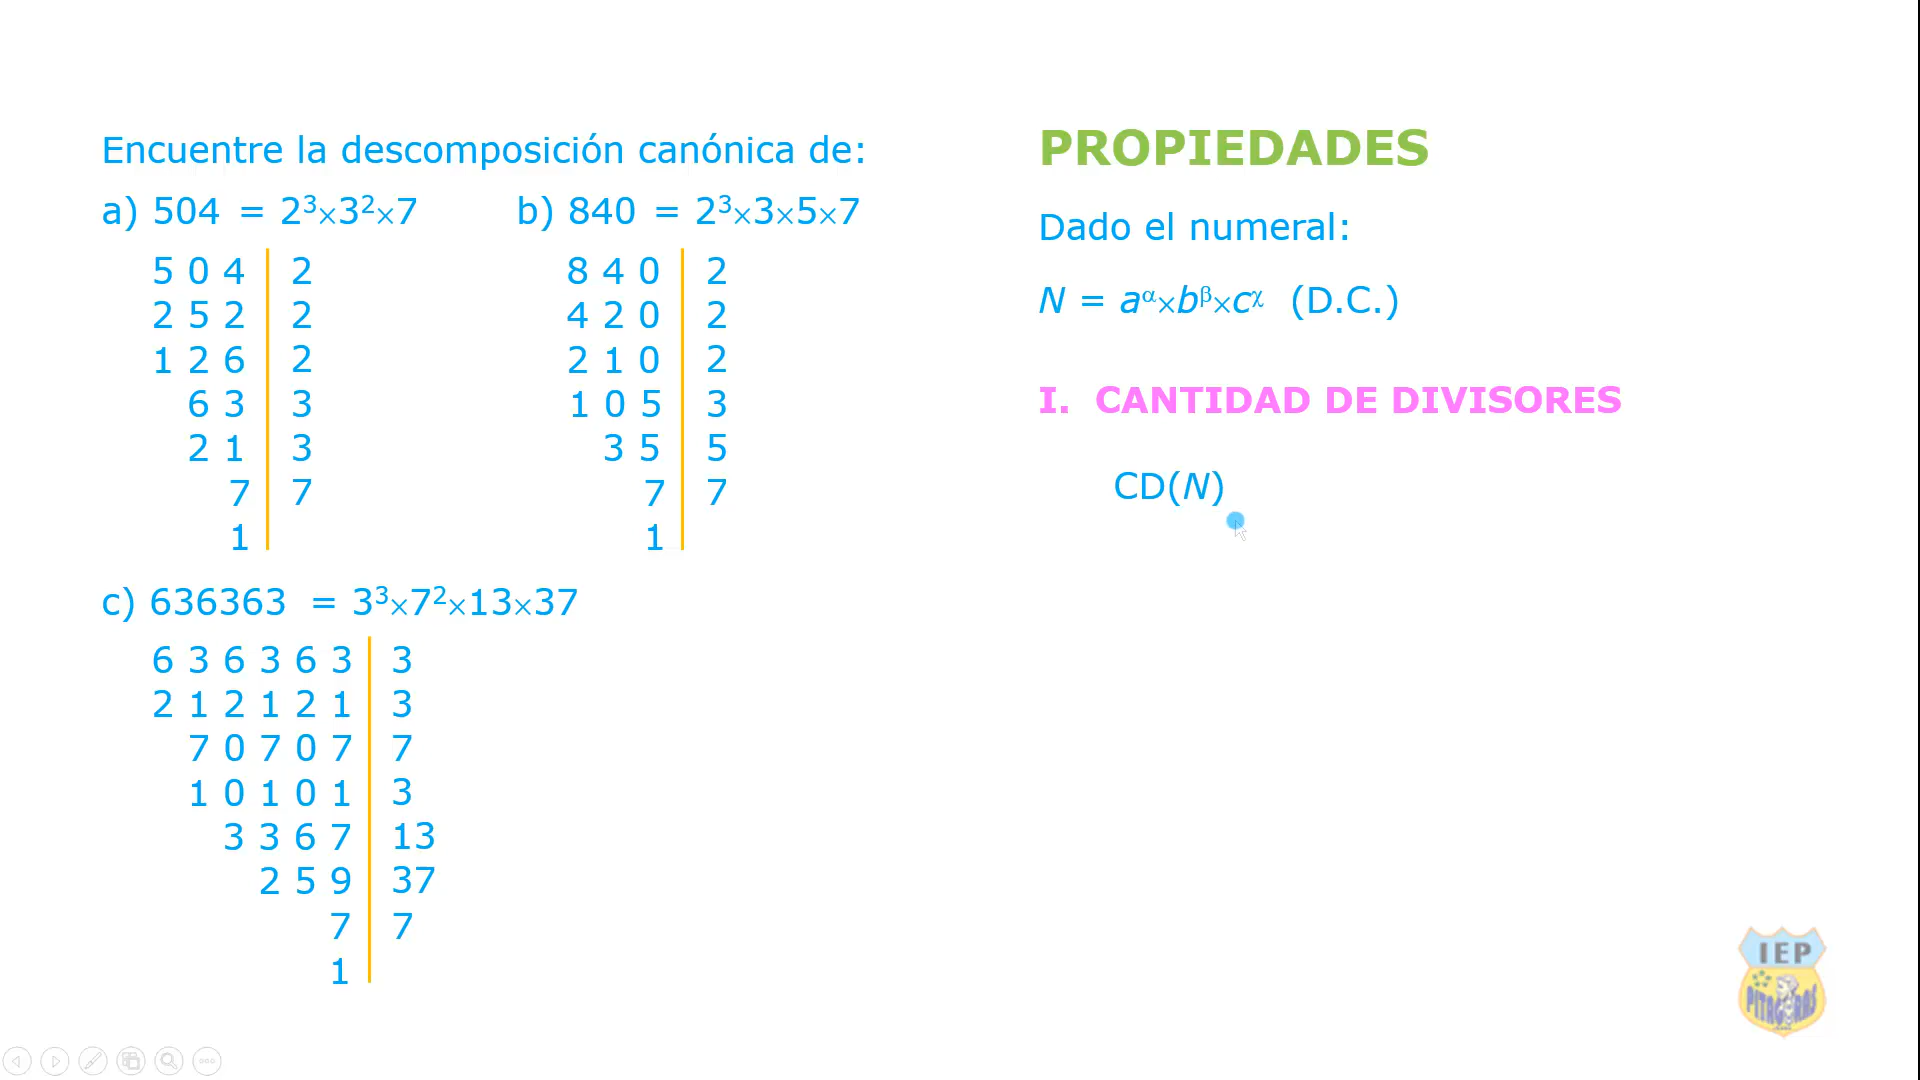 Encuentre la descomposición canónica de:
a) 504 = 2³×3²×7
5 0 4 2
2 5 2 2
1 2 6 2
6 3 3
2 1 3
7 7
1
b) 840 = 2³×3×5×7
8 4 0 2
4 2 0 2
2 1 0 2
1 0 5 3
3 5 5
7 7
1
c) 636363 = 3³×7²×13×37
6 3 6 3 6 3 3
2 1 2 1 2 1 3
7 0 7 0 7 7
1 0 1 0 1 3
3 3 6 7 13
2 5 9 37
7 7
1
PROPIEDADES
Dado el numeral:
N = a^α×b^β×c^χ (D.C.)
I. CANTIDAD DE DIVISORES
CD(N)
IEP
PITAGORAS